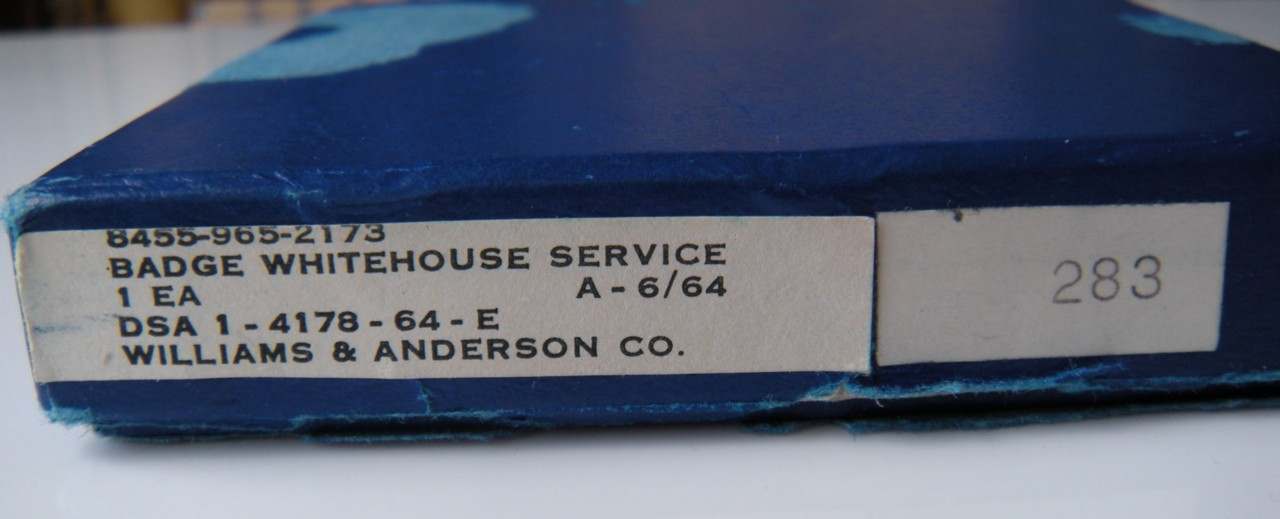 8455-965-2173
BADGE WHITEHOUSE SERVICE
1 EA A - 6/64
DSA 1 - 4178 - 64 - E
WILLIAMS & ANDERSON CO.
283